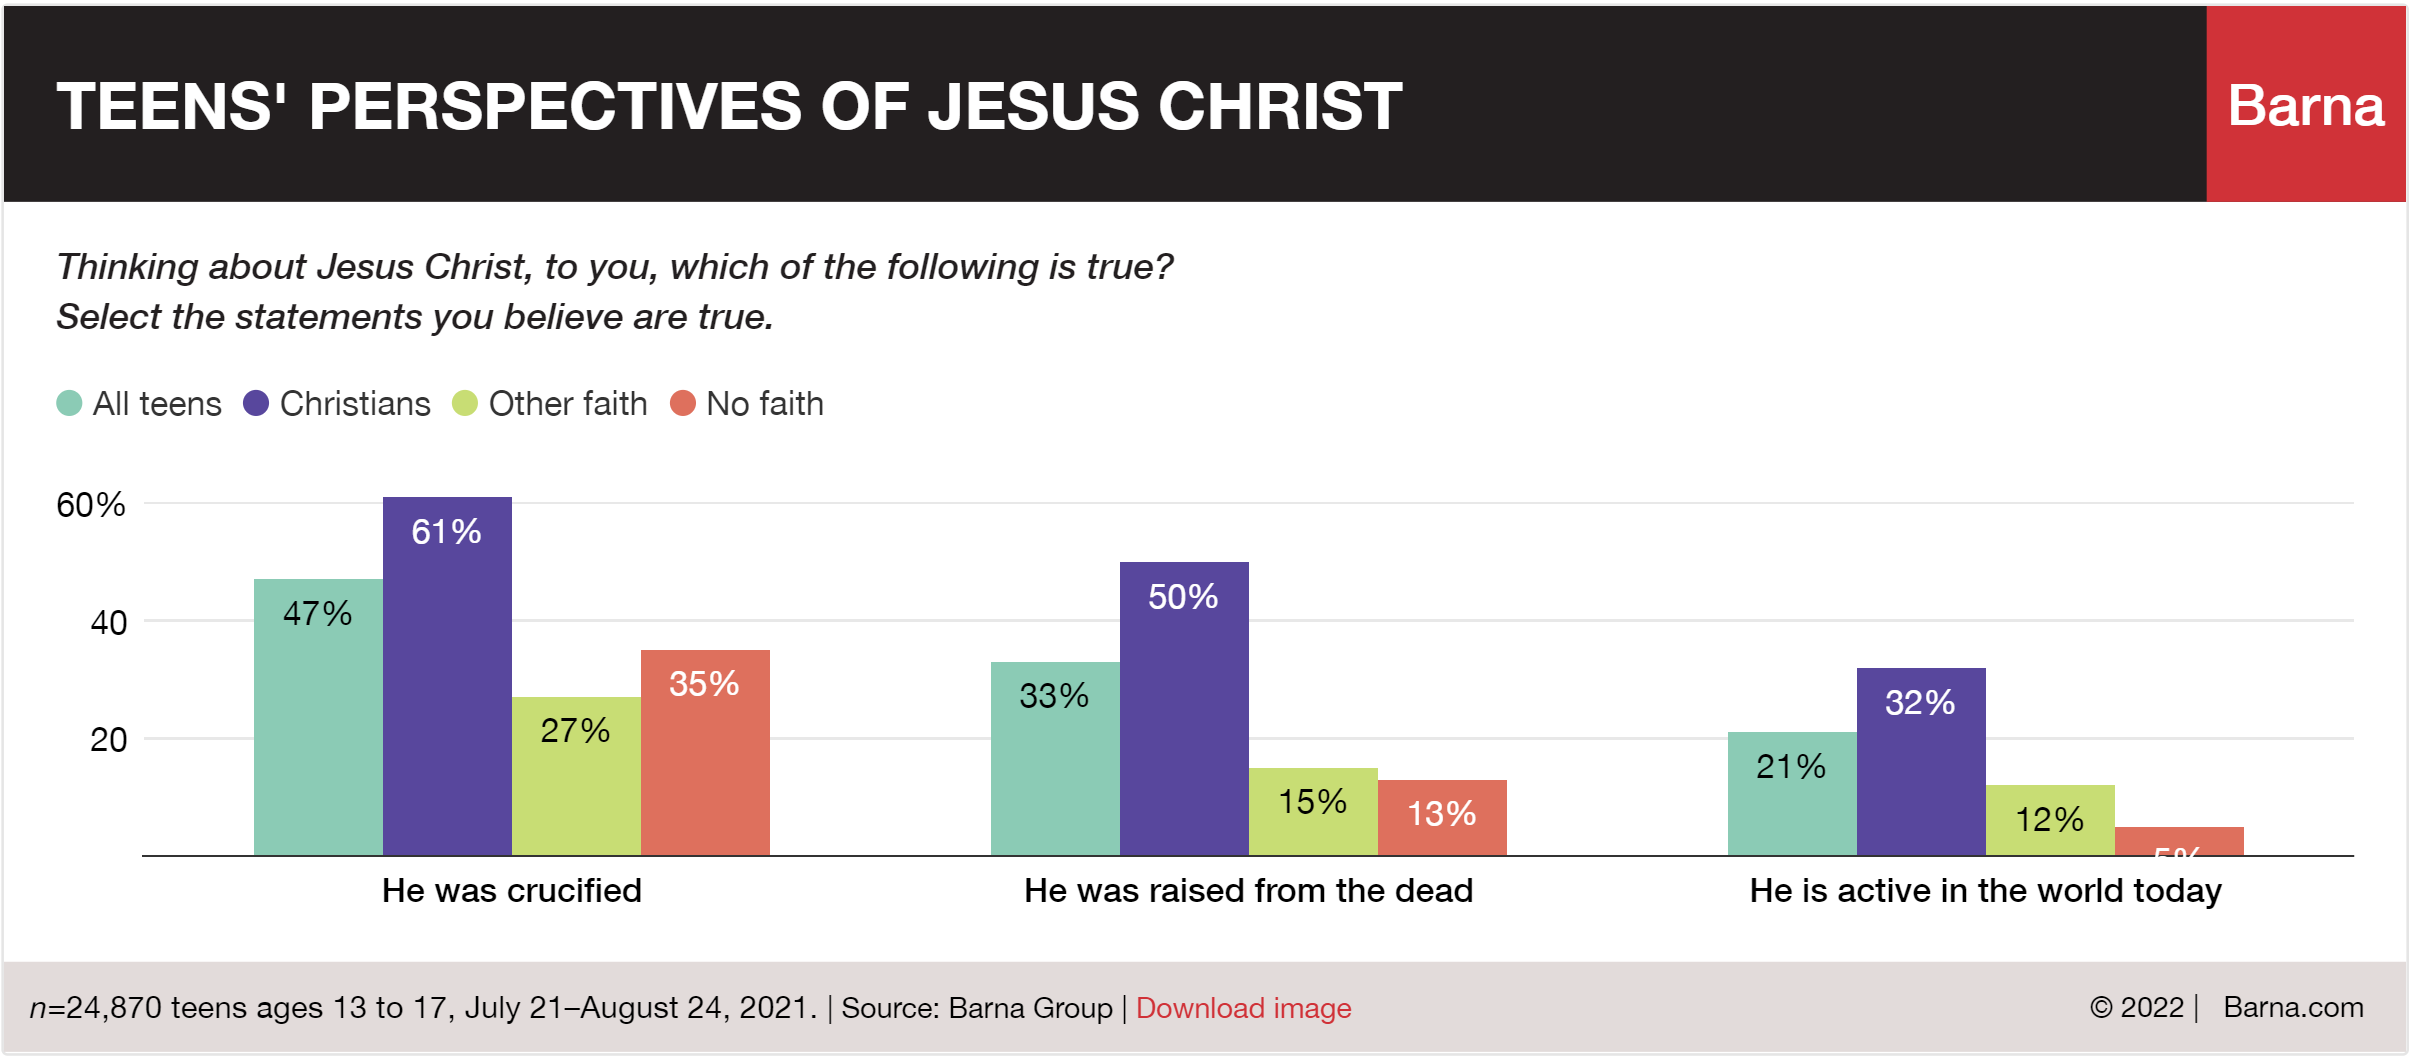 TEENS' PERSPECTIVES OF JESUS CHRIST
Barna
Thinking about Jesus Christ, to you, which of the following is true?
Select the statements you believe are true.
All teens Christians Other faith No faith
60%
40
20
47%
61%
27%
35%
33%
50%
15%
13%
21%
32%
12%
5%
He was crucified
He was raised from the dead
He is active in the world today
n=24,870 teens ages 13 to 17, July 21–August 24, 2021. | Source: Barna Group | Download image
© 2022 | Barna.com